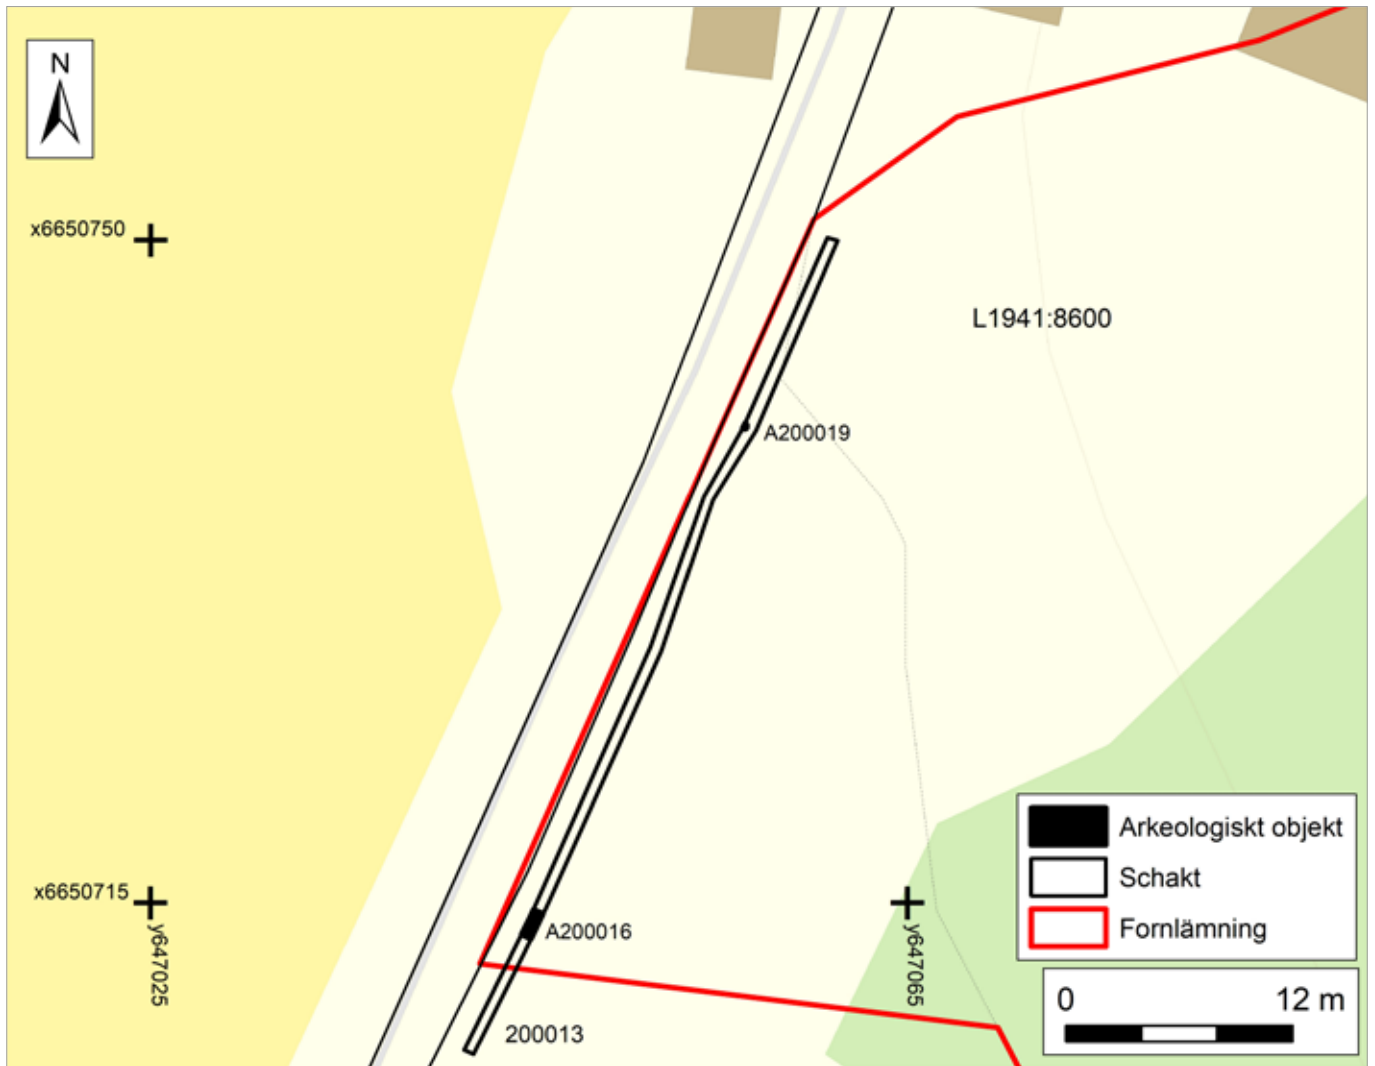 N
x6650750
L1941:8600
A200019
x6650715
y647025
A200016
y647065
200013
Arkeologiskt objekt
Schakt
Fornlämning
0 12 m